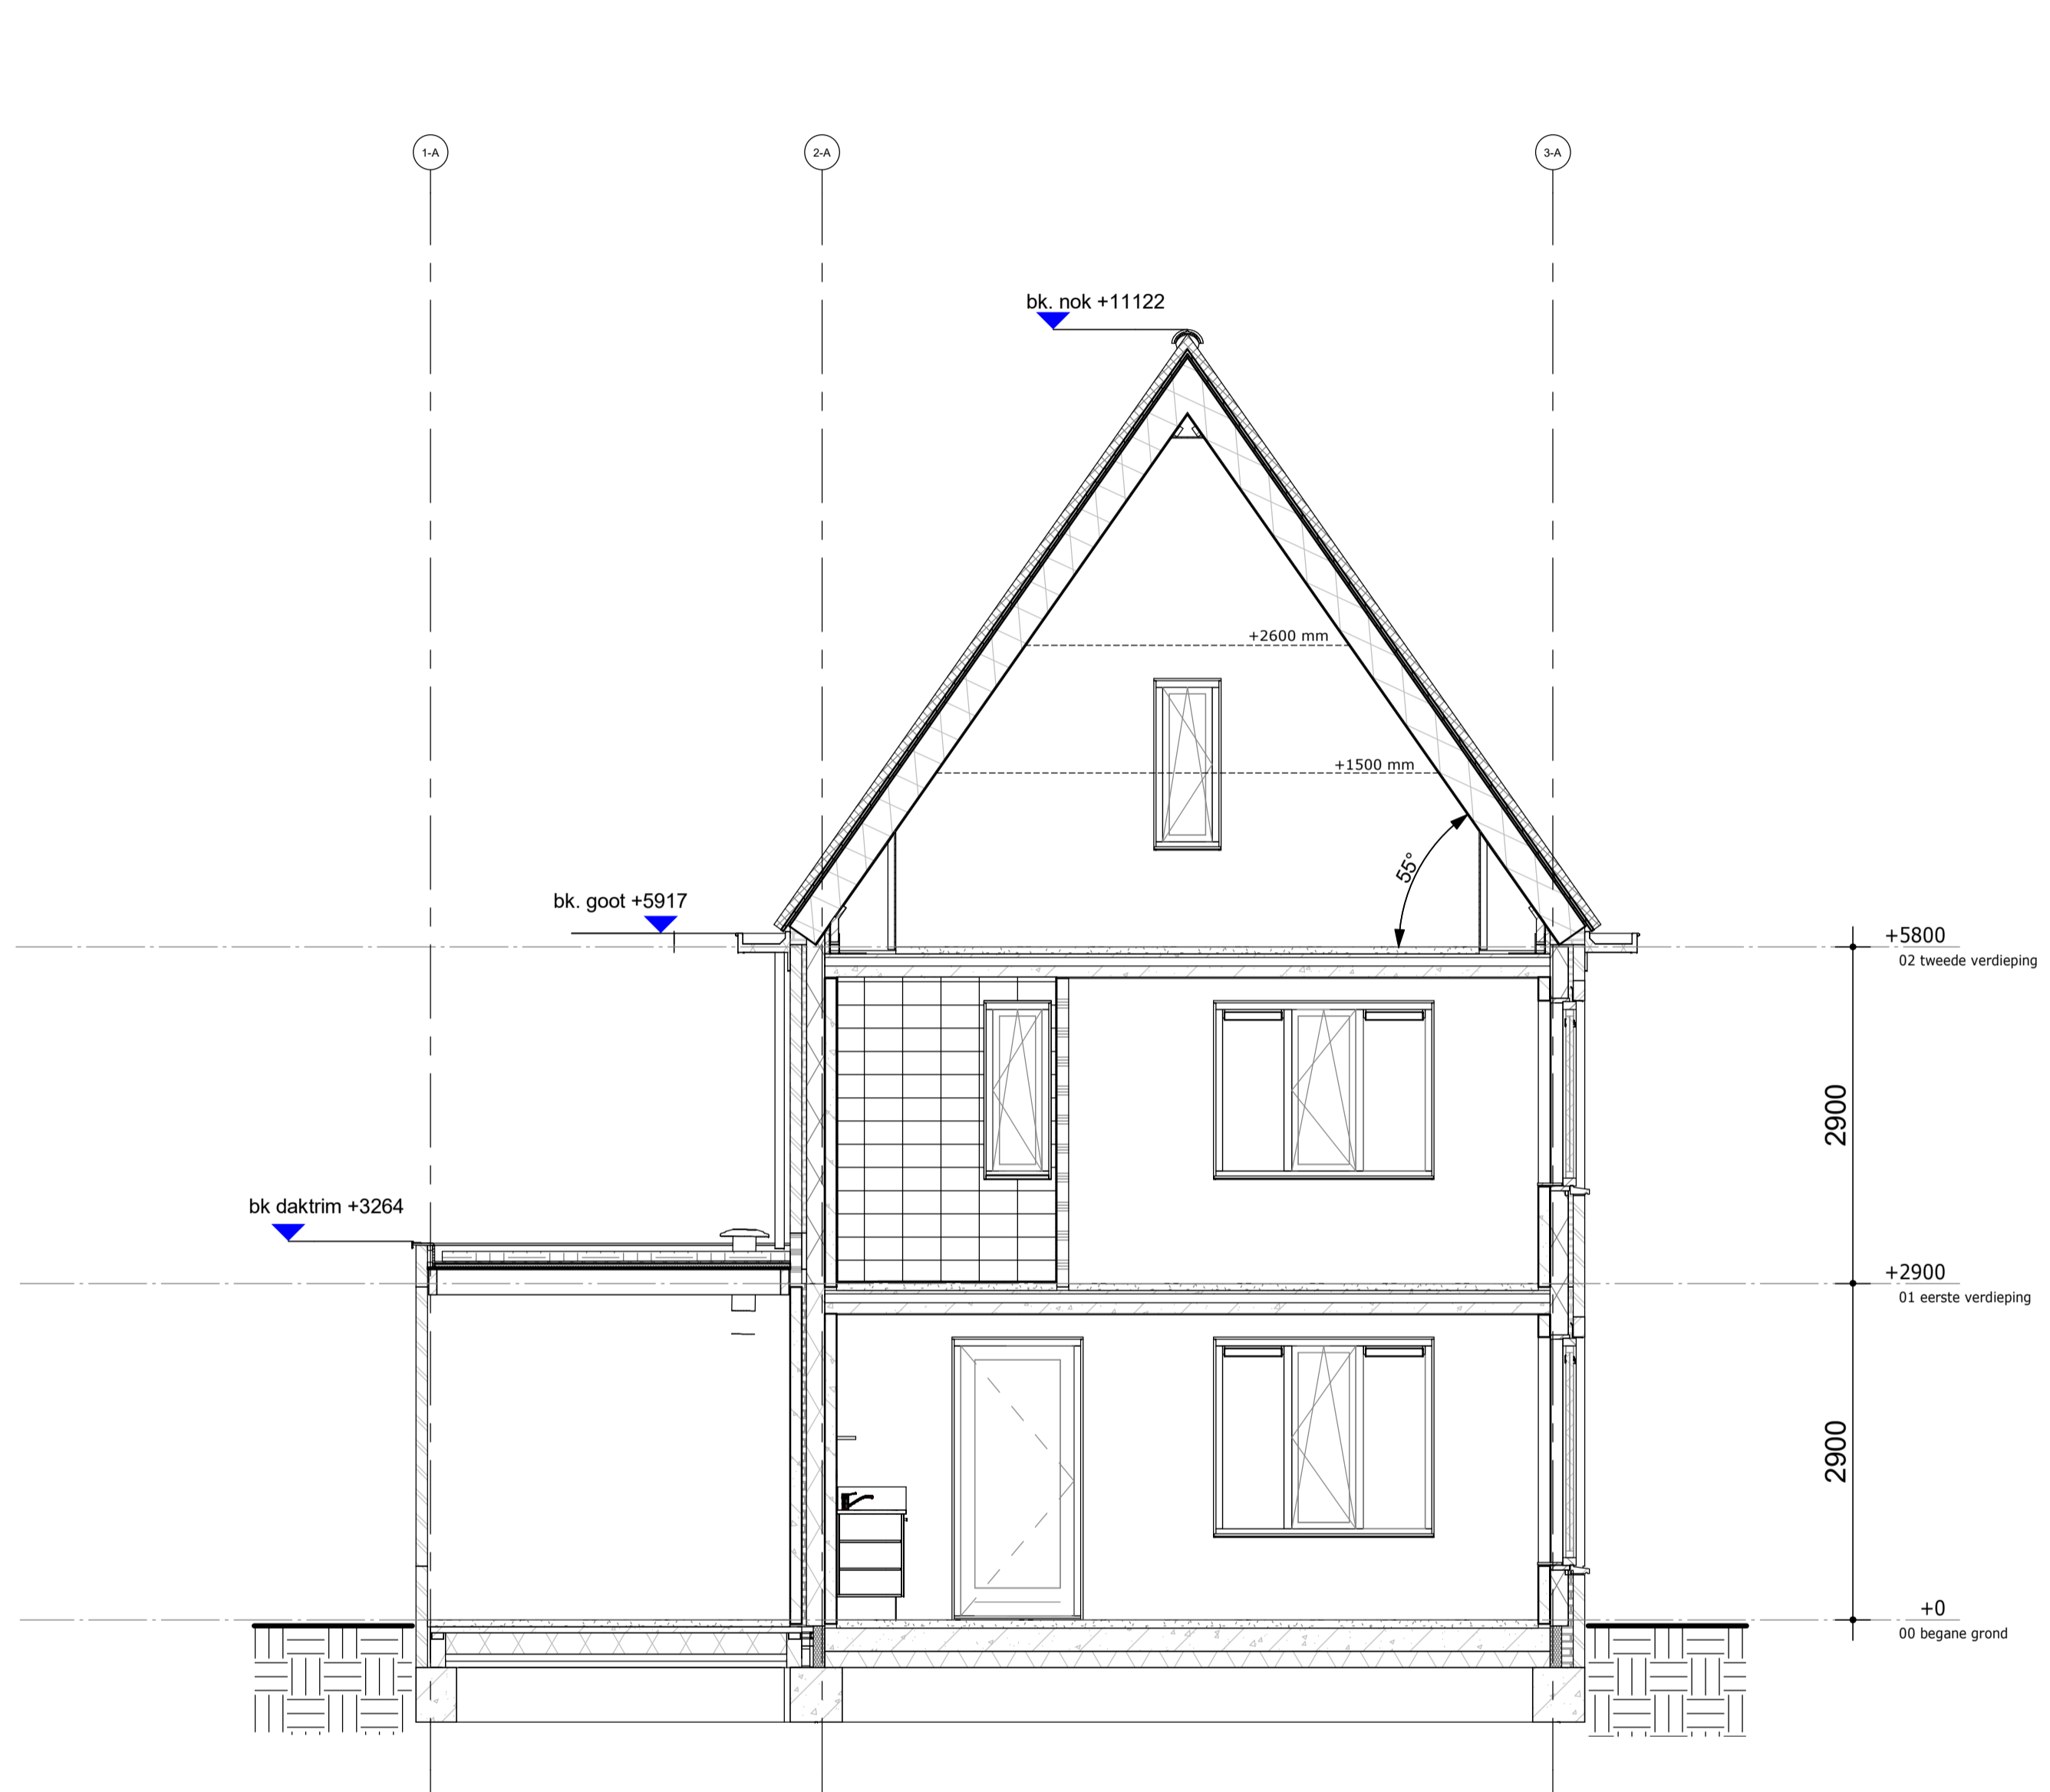 1-A
2-A
3-A
bk. nok +11122
+2600 mm
+1500 mm
55°
bk. goot +5917
+5800
02 tweede verdieping
2900
bk daktrim +3264
+2900
01 eerste verdieping
2900
+0
00 begane grond